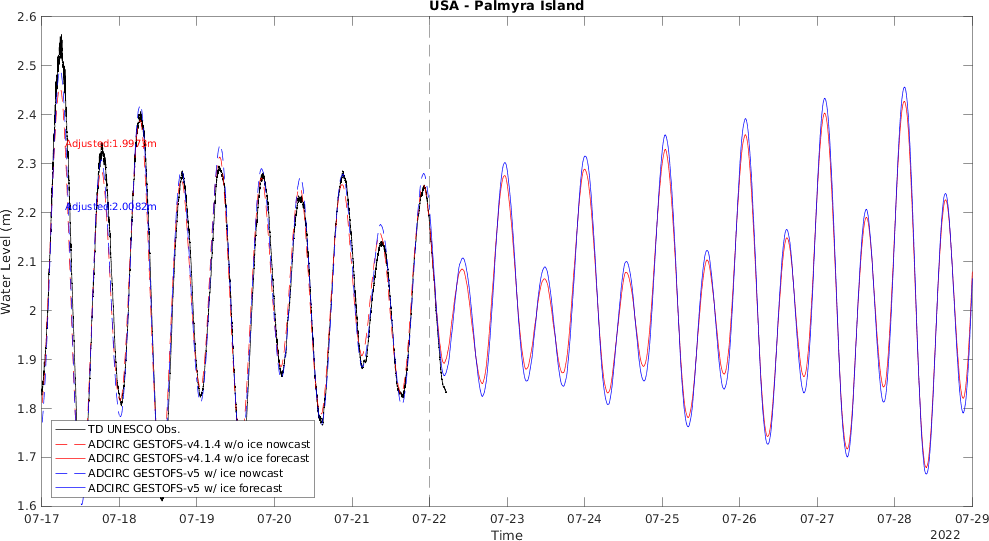 USA - Palmyra Island
2.6
2.5
2.4
2.3
2.2
2.1
2
1.9
1.8
1.7
1.6
Water Level (m)
Adjusted:1.9973m
Adjusted:2.0082m
TD UNESCO Obs.
ADCIRC GESTOFS-v4.1.4 w/o ice nowcast
ADCIRC GESTOFS-v4.1.4 w/o ice forecast
ADCIRC GESTOFS-v5 w/ ice nowcast
ADCIRC GESTOFS-v5 w/ ice forecast
07-17 07-18 07-19 07-20 07-21 07-22 07-23 07-24 07-25 07-26 07-27 07-28 07-29
Time
2022